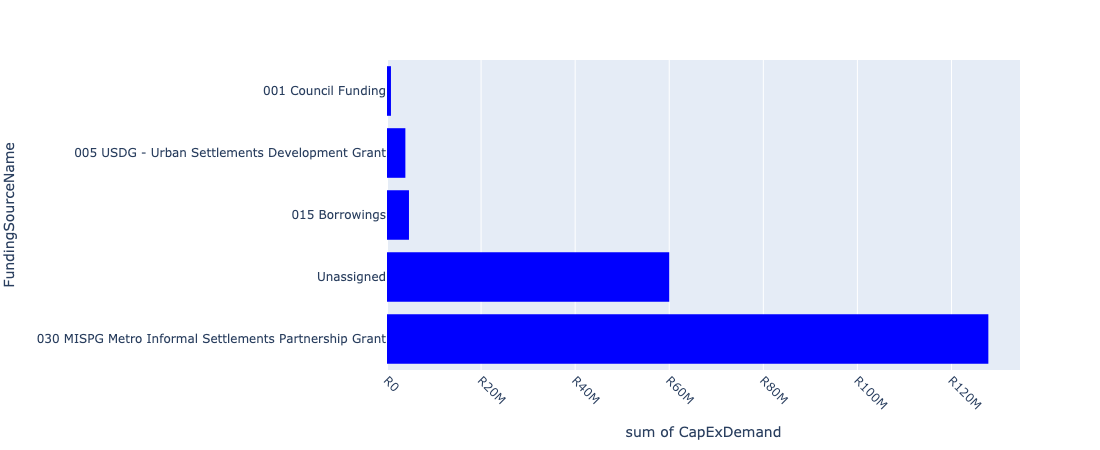 001 Council Funding
005 USDG - Urban Settlements Development Grant
015 Borrowings
Unassigned
030 MISPG Metro Informal Settlements Partnership Grant
FundingSourceName
R0
R20M
R40M
R60M
R80M
R100M
R120M
sum of CapExDemand